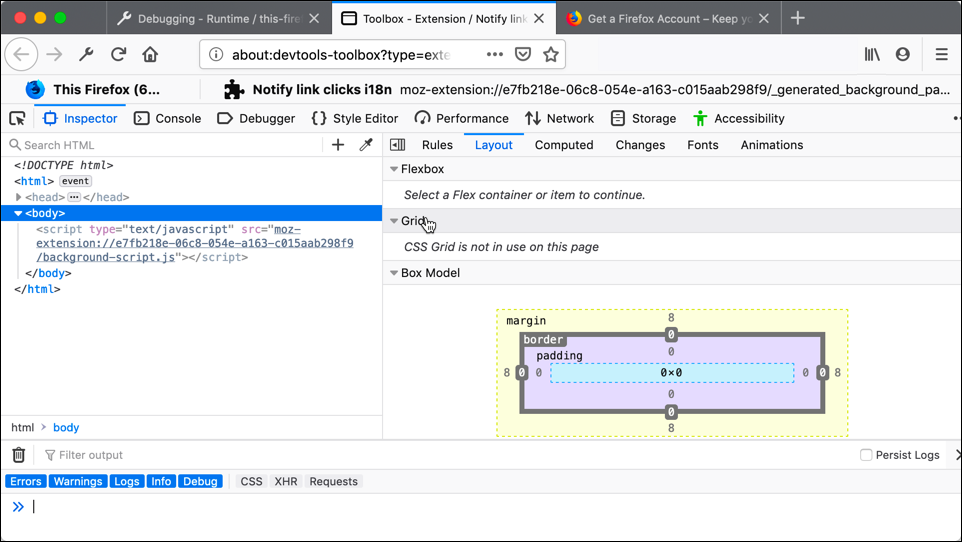 Debugging - Runtime / this-fire
Toolbox - Extension / Notify link
Get a Firefox Account – Keep yo
about:devtools-toolbox?type=exte
This Firefox (6...
Notify link clicks i18n
moz-extension://e7fb218e-06c8-054e-a163-c015aab298f9/_generated_background_pa...
Inspector
Console
Debugger
Style Editor
Performance
Network
Storage
Accessibility
Search HTML
Rules
Layout
Computed
Changes
Fonts
Animations
<!DOCTYPE html>
<html> event
<head> ··· </head>
<body>
<script type="text/javascript" src="moz-
extension://e7fb218e-06c8-054e-a163-c015aab298f9
/background-script.js"></script>
</body>
</html>
Flexbox
Select a Flex container or item to continue.
Grid
CSS Grid is not in use on this page
Box Model
margin
8
border
0
padding
0
8 0 0 0×0 0 0 8
0
0
8
html > body
Filter output
Persist Logs
Errors
Warnings
Logs
Info
Debug
CSS
XHR
Requests